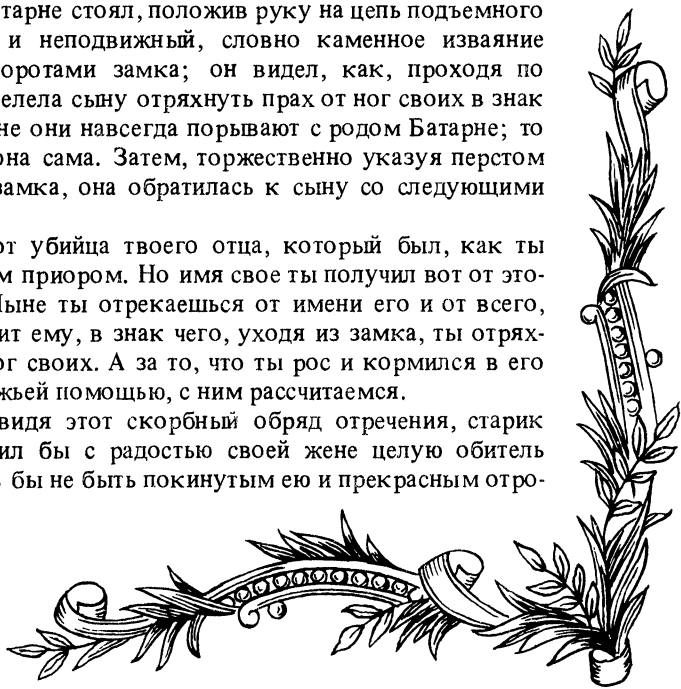 тарне стоял, положив руку на цепь подъемного
и неподвижный, словно каменное изваяние
оротами замка; он видел, как, проходя по
елела сыну отряхнуть прах от ног своих в знак
не они навсегда порывают с родом Батарне; то
она сама. Затем, торжественно указуя перстом
замка, она обратилась к сыну со следующими
от убийца твоего отца, который был, как ты
м приором. Но имя свое ты получил вот от это-
ыне ты отрекаешься от имени его и от всего,
ит ему, в знак чего, уходя из замка, ты отрях-
ог своих. А за то, что ты рос и кормился в его
жьей помощью, с ним рассчитаемся.
видя этот скорбный обряд отречения, старик
ил бы с радостью своей жене целую обитель
бы не быть покинутым ею и прекрасным отро-